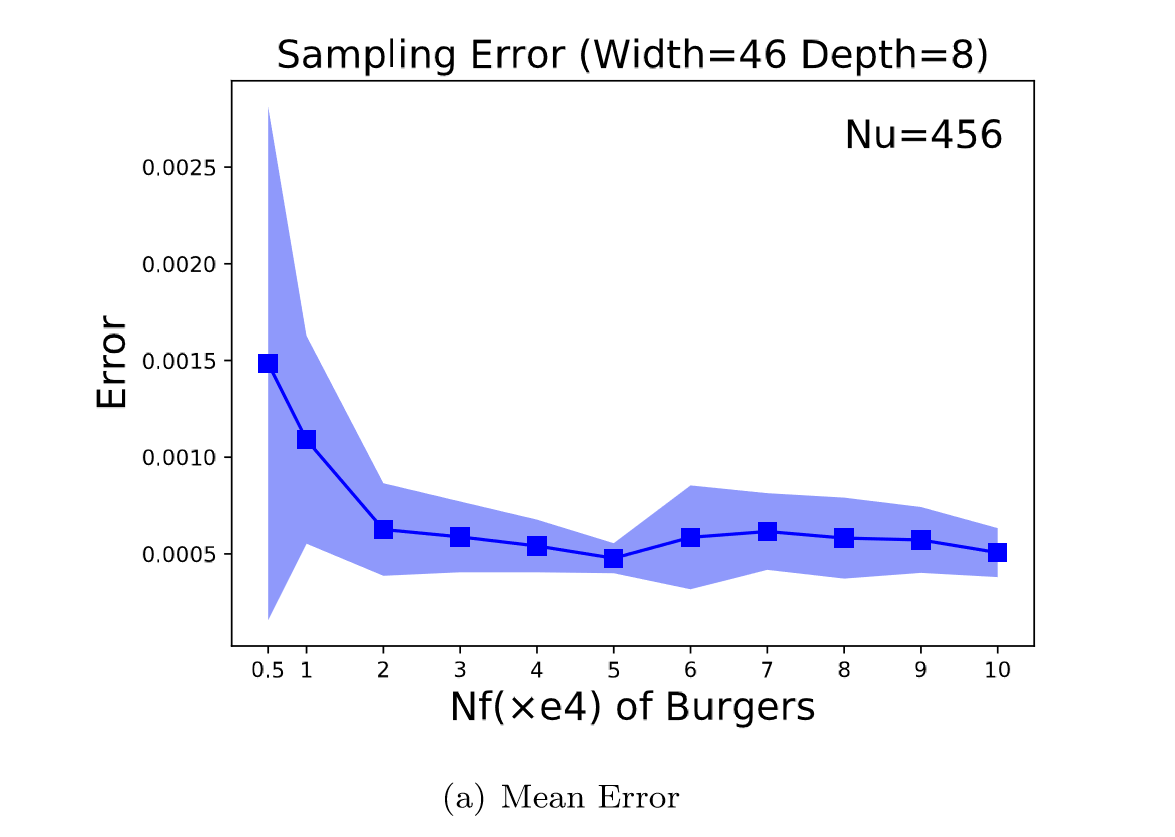 Sampling Error (Width=46 Depth=8)
Nu=456
0.0025
0.0020
0.0015
0.0010
0.0005
Error
0.5 1 2 3 4 5 6 7 8 9 10
Nf(×e4) of Burgers
(a) Mean Error